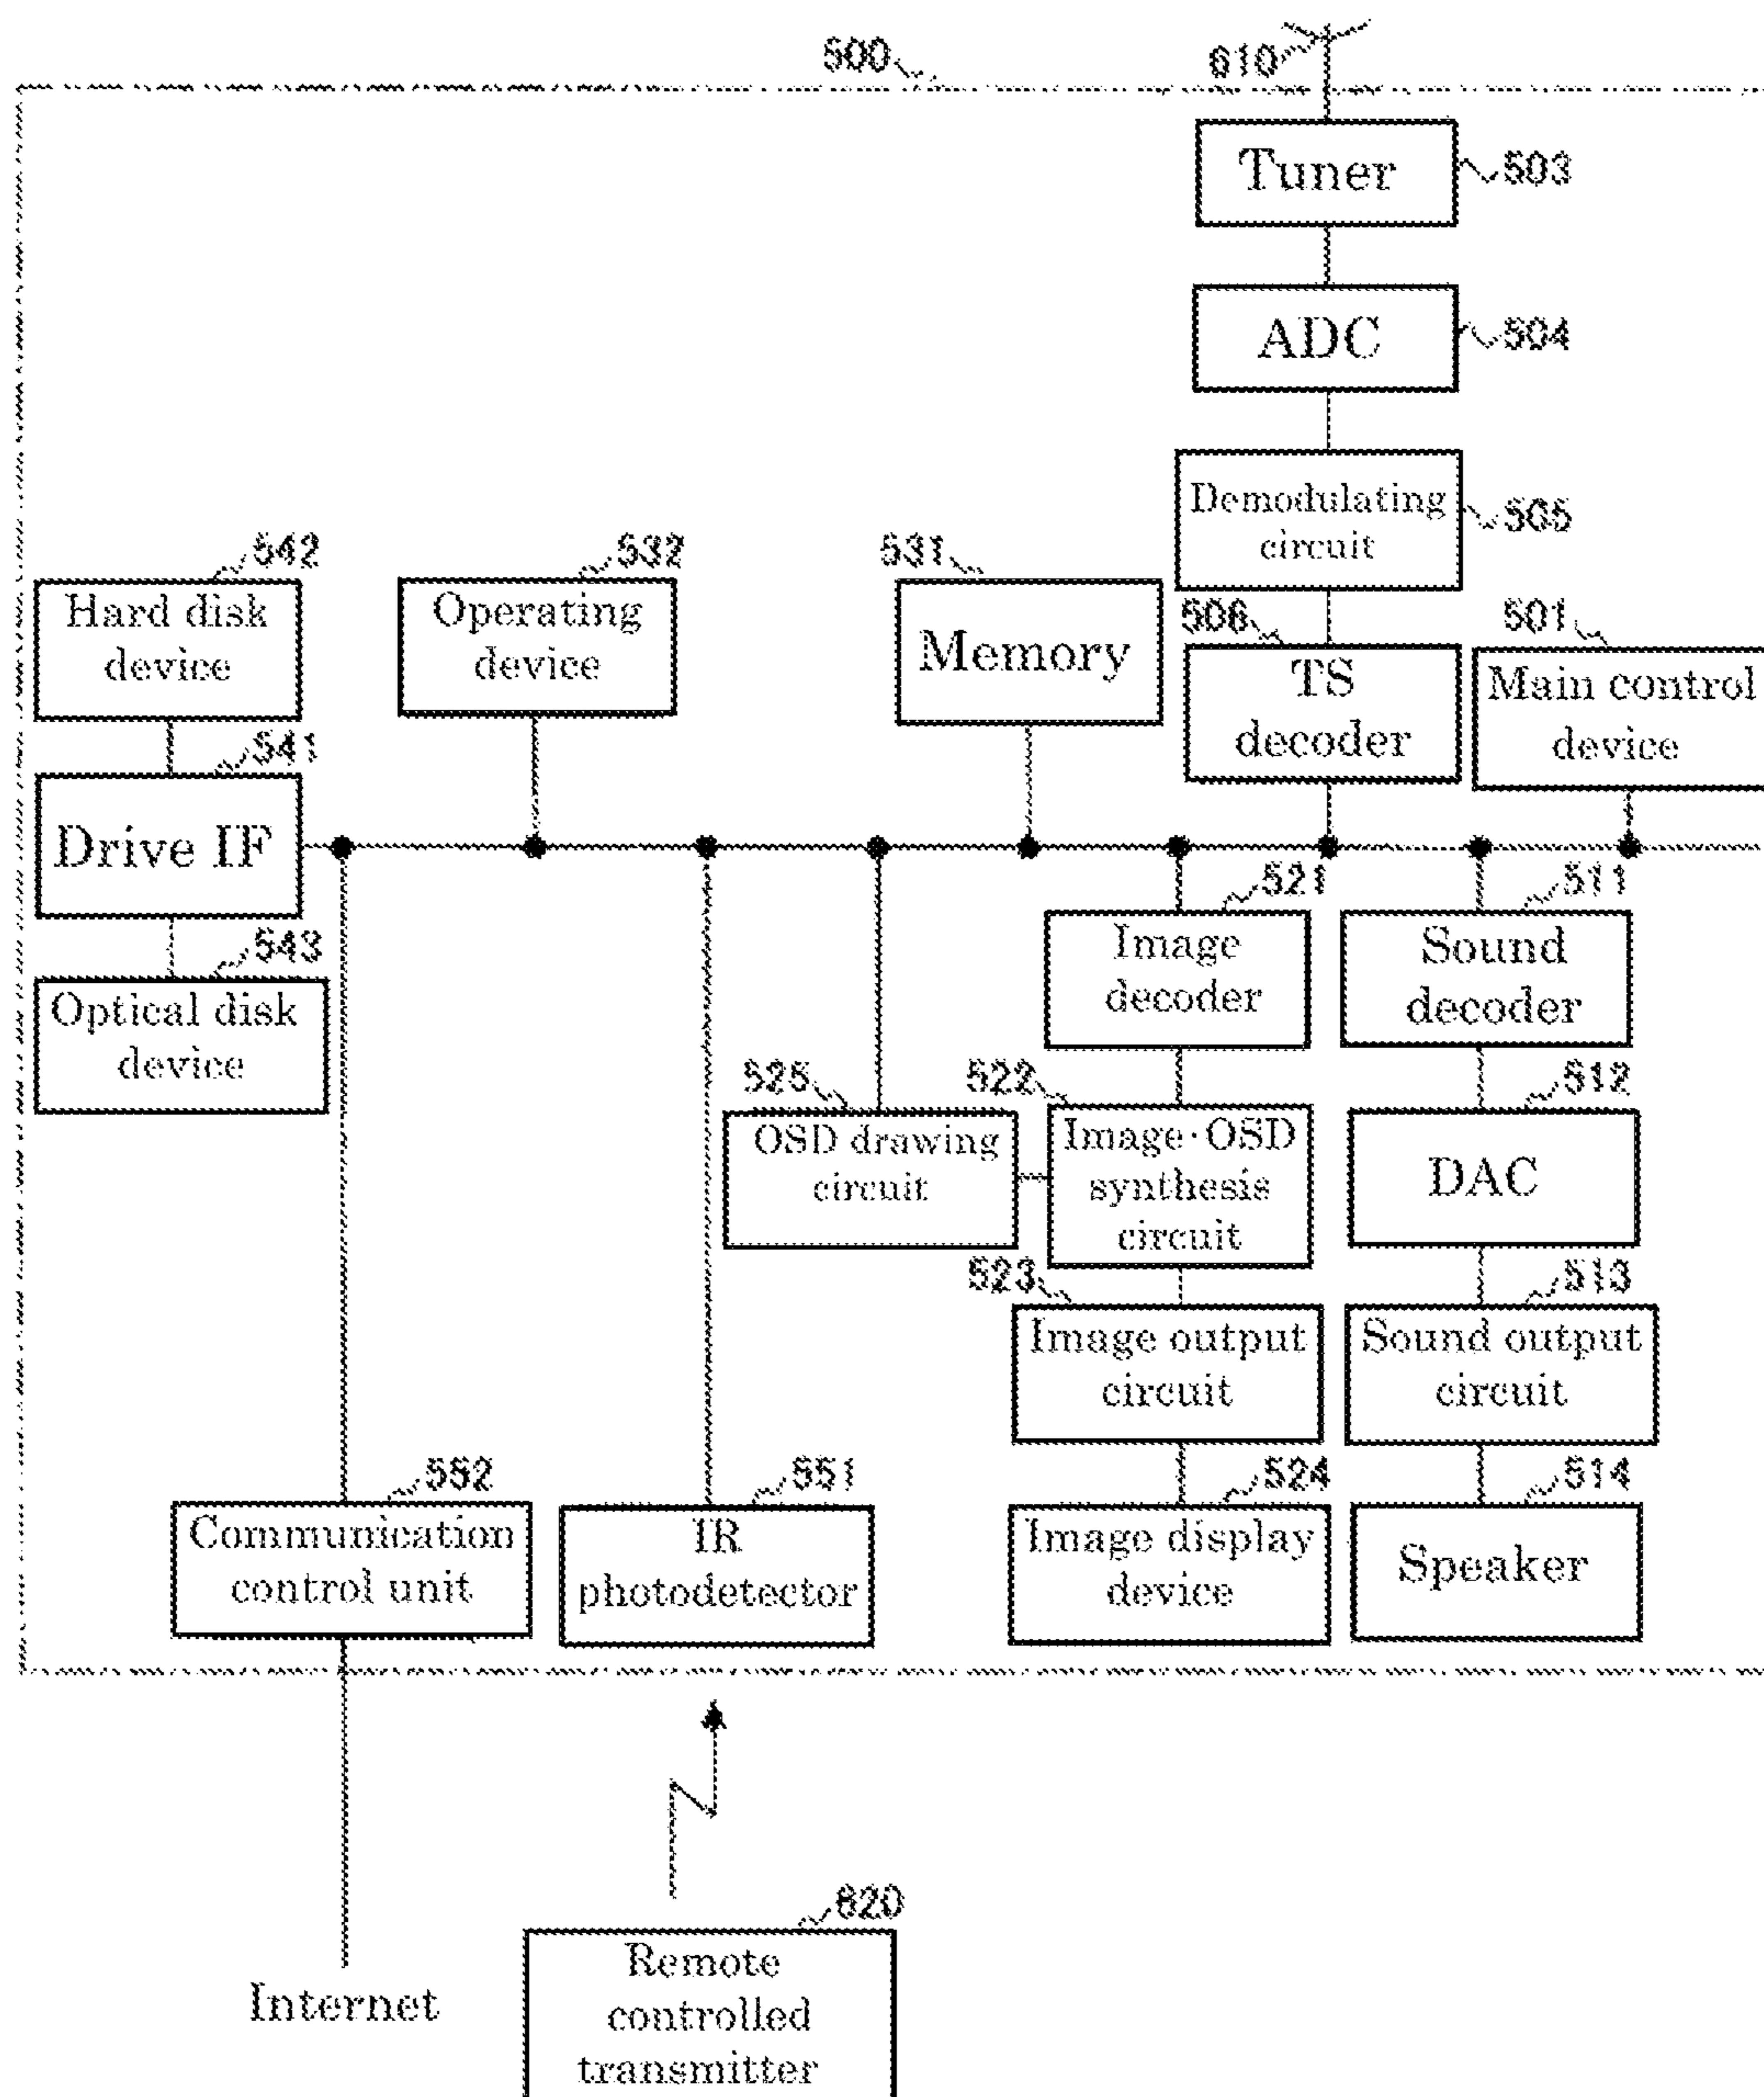 500
610
Tuner
503
ADC
504
Demodulating
circuit
505
542
Hard disk
device
532
Operating
device
531
Memory
506
TS
decoder
501
Main control
device
541
Drive IF
543
Optical disk
device
521
Image
decoder
511
Sound
decoder
525
OSD drawing
circuit
522
Image·OSD
synthesis
circuit
512
DAC
523
Image output
circuit
513
Sound output
circuit
552
Communication
control unit
551
IR
photodetector
524
Image display
device
514
Speaker
Internet
620
Remote
controlled
transmitter